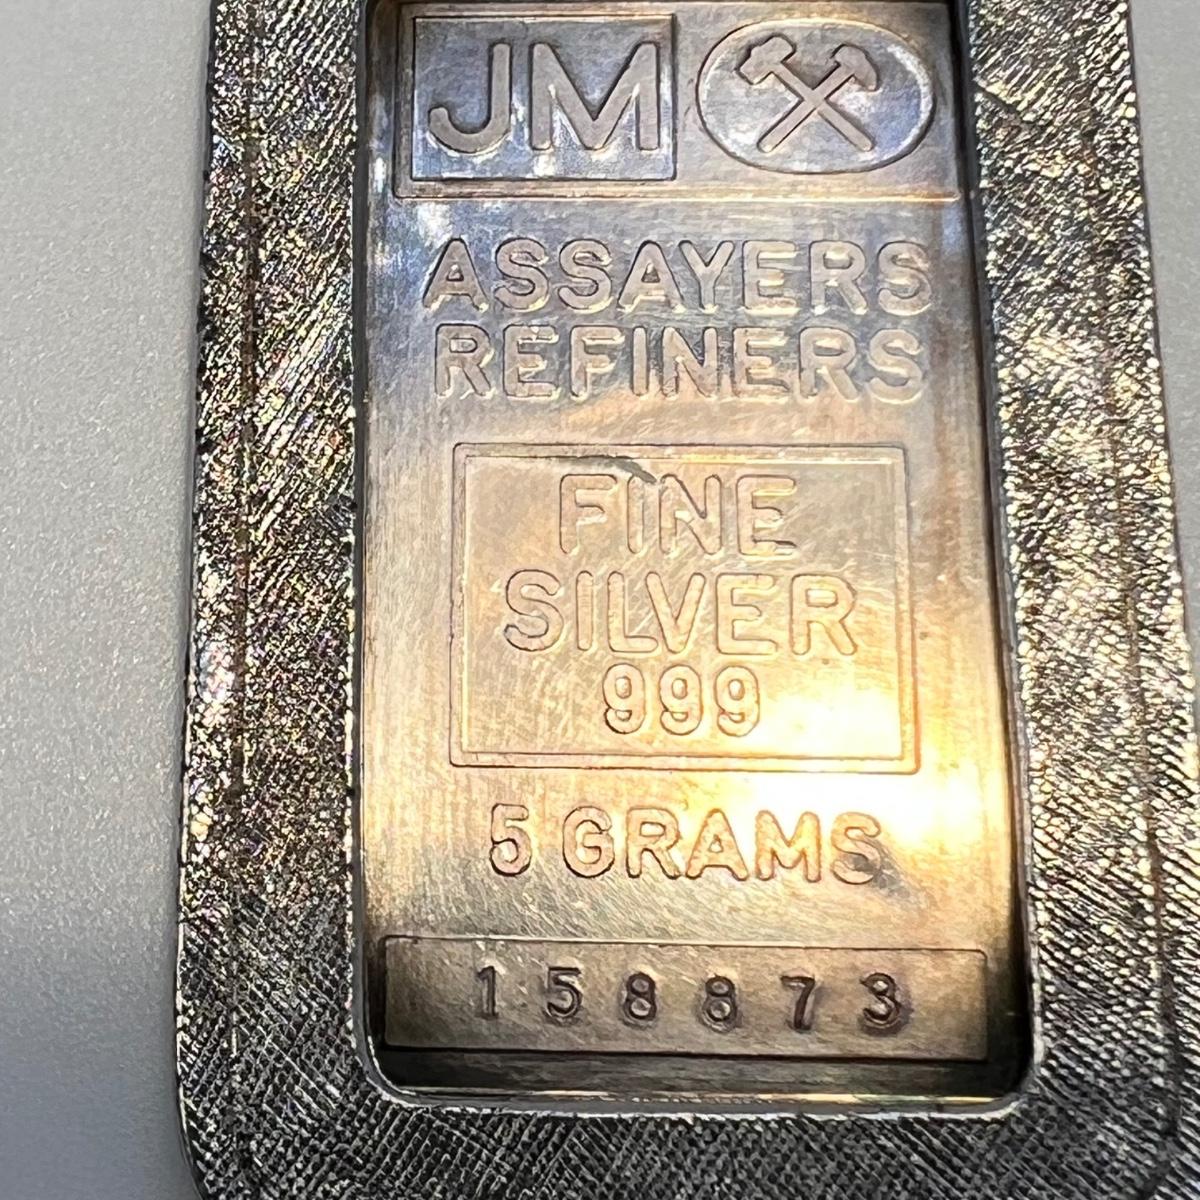 JM
ASSAYERS
REFINERS
FINE
SILVER
999
5 GRAMS
158873